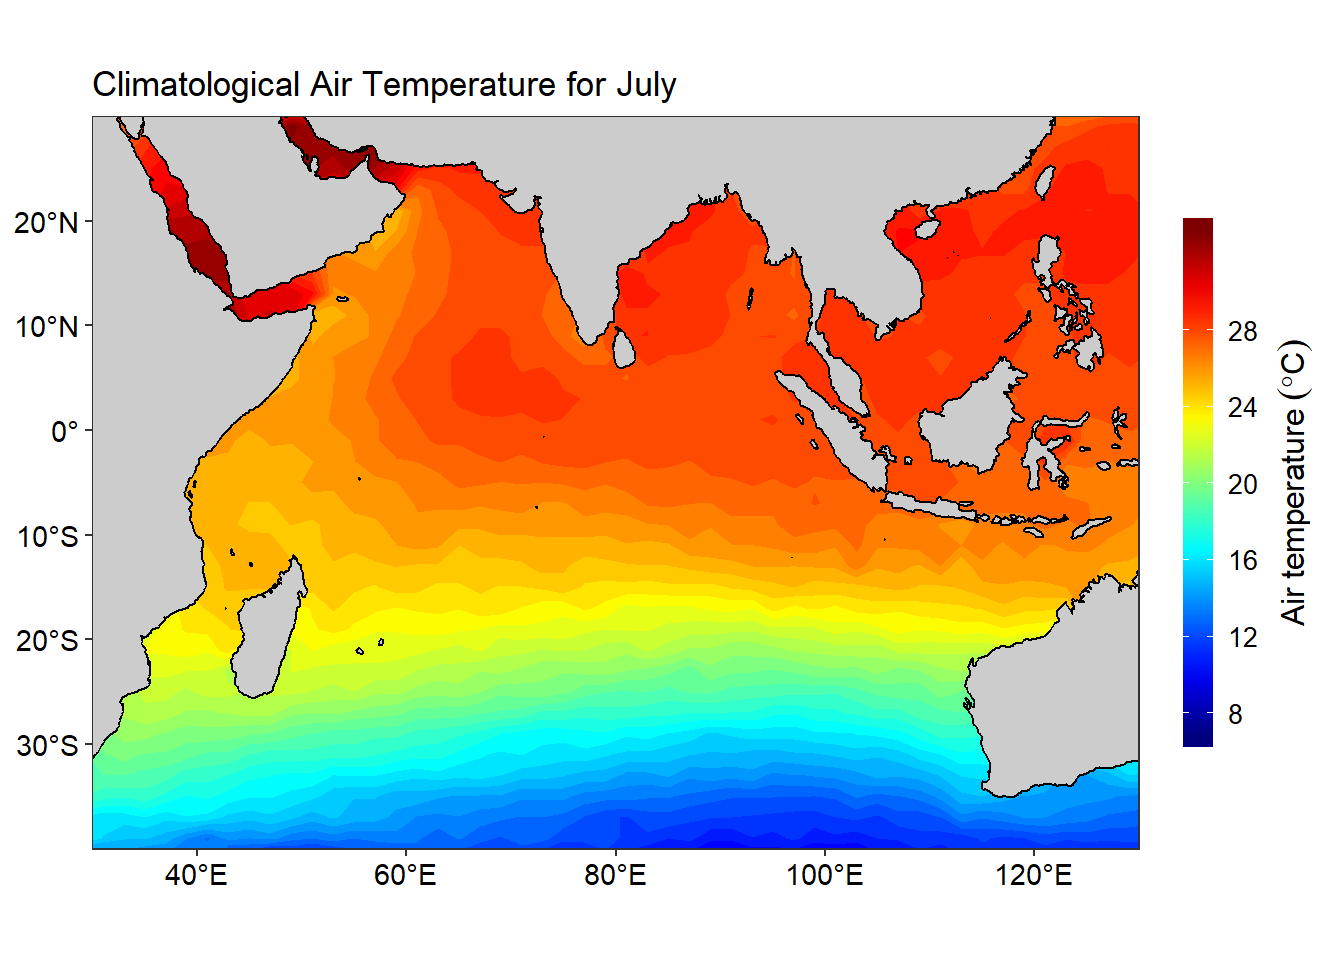 Climatological Air Temperature for July
20°N
10°N
0°
10°S
20°S
30°S
40°E
60°E
80°E
100°E
120°E
28
24
20
16
12
8
Air temperature (°C)